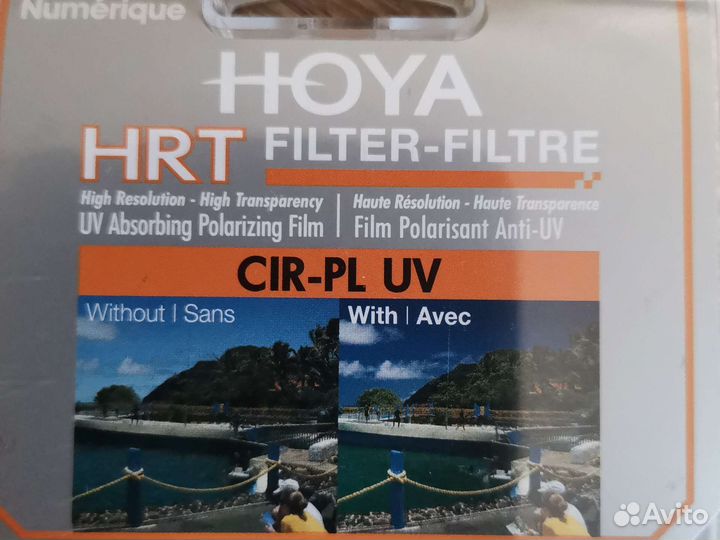 Numérique
HOYA
HRT FILTER-FILTRE
High Resolution - High Transparency | Haute Résolution - Haute Transparence
UV Absorbing Polarizing Film | Film Polarisant Anti-UV
CIR-PL UV
Without | Sans
With | Avec
Avito